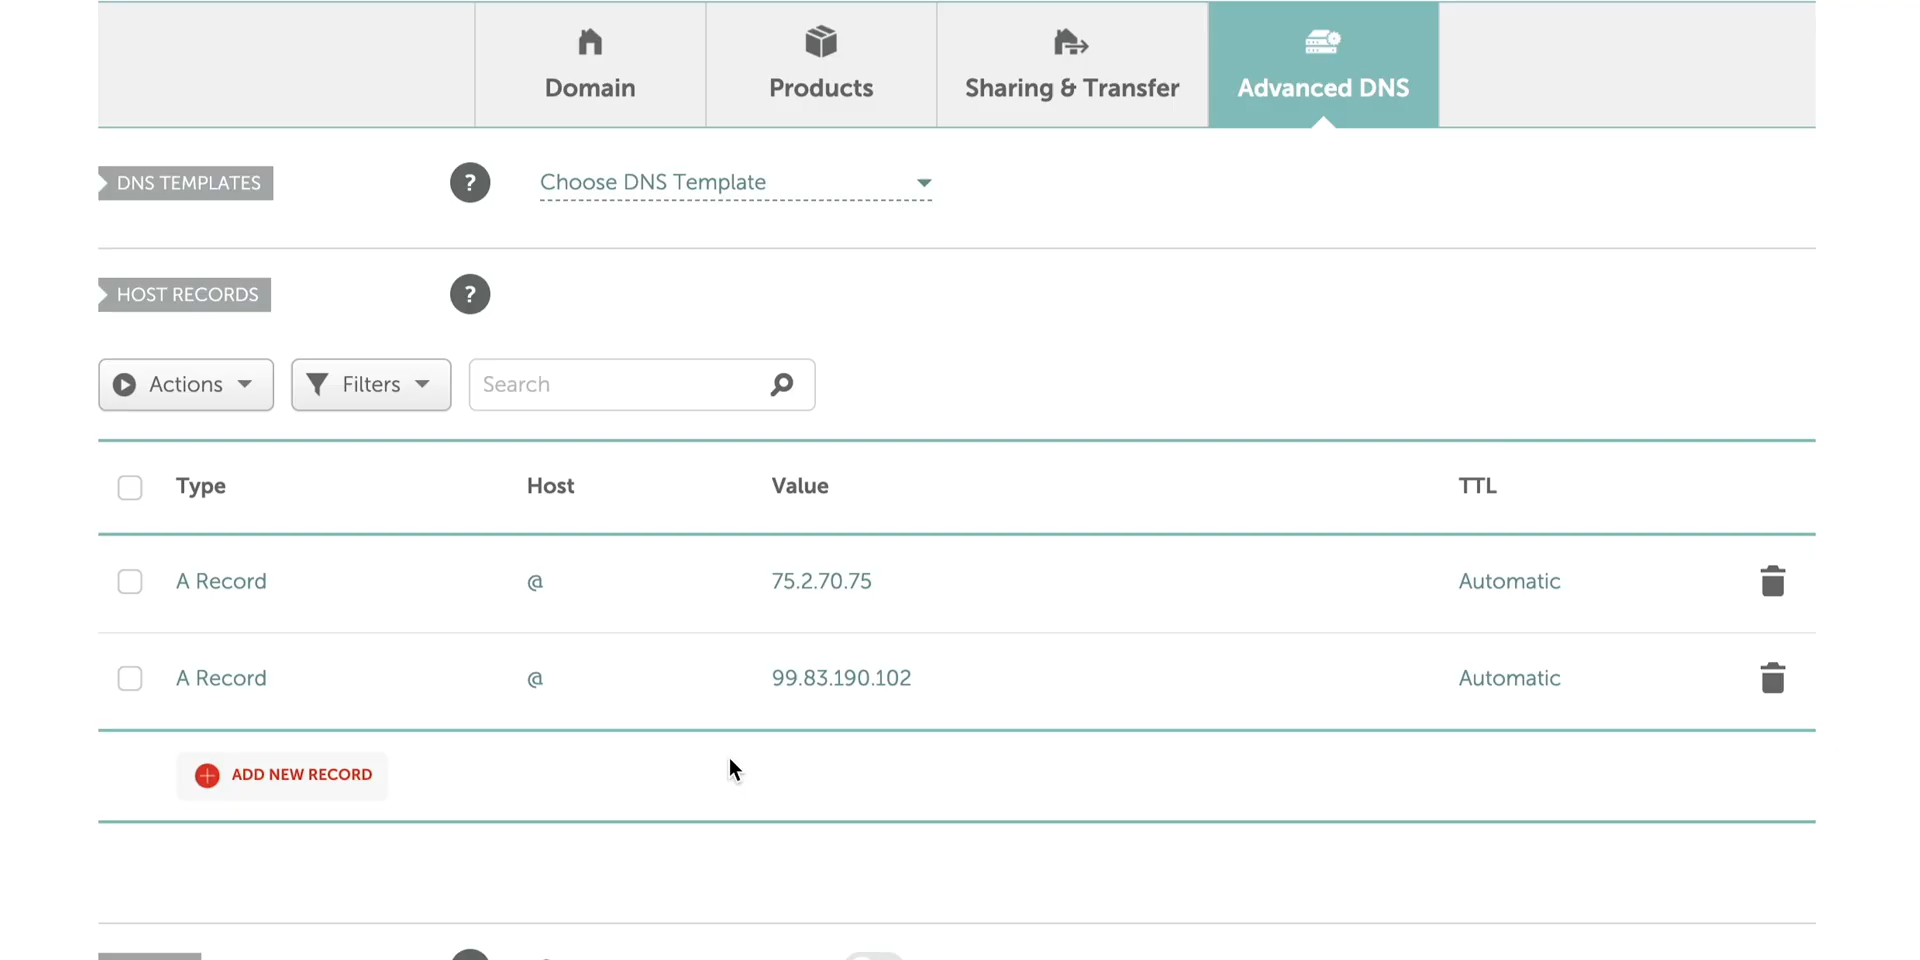 Domain
Products
Sharing & Transfer
Advanced DNS
DNS TEMPLATES
?
Choose DNS Template
HOST RECORDS
?
Actions
Filters
Search
Type Host Value TTL
A Record @ 75.2.70.75 Automatic
A Record @ 99.83.190.102 Automatic
ADD NEW RECORD